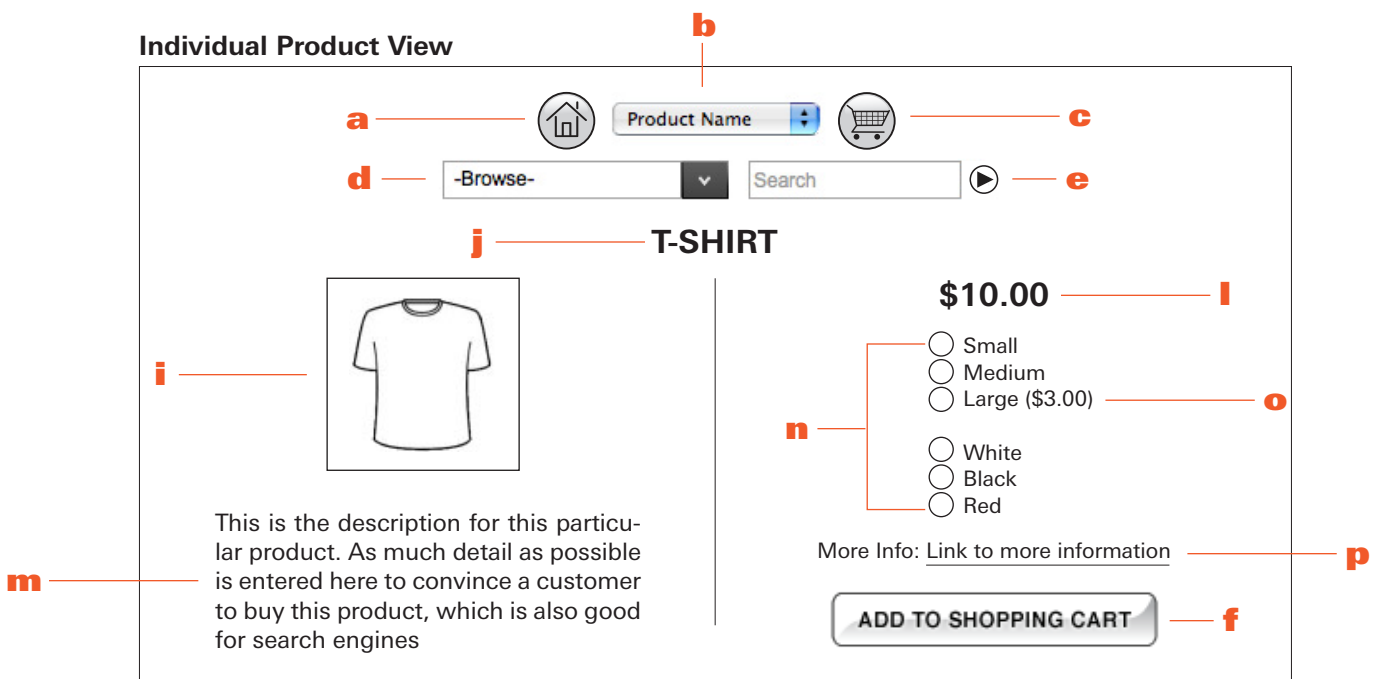 b
Individual Product View
a
Product Name
c
d
-Browse-
Search
e
j
T-SHIRT
$10.00
l
i
Small
Medium
Large ($3.00)
o
n
White
Black
Red
This is the description for this particu-
lar product. As much detail as possible
is entered here to convince a customer
to buy this product, which is also good
for search engines
m
More Info: Link to more information
p
ADD TO SHOPPING CART
f